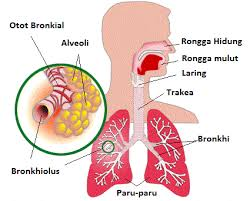 Otot Bronkial
Alveoli
Bronkhiolus
Rongga Hidung
Rongga mulut
Laring
Trakea
Bronkhi
Paru-paru